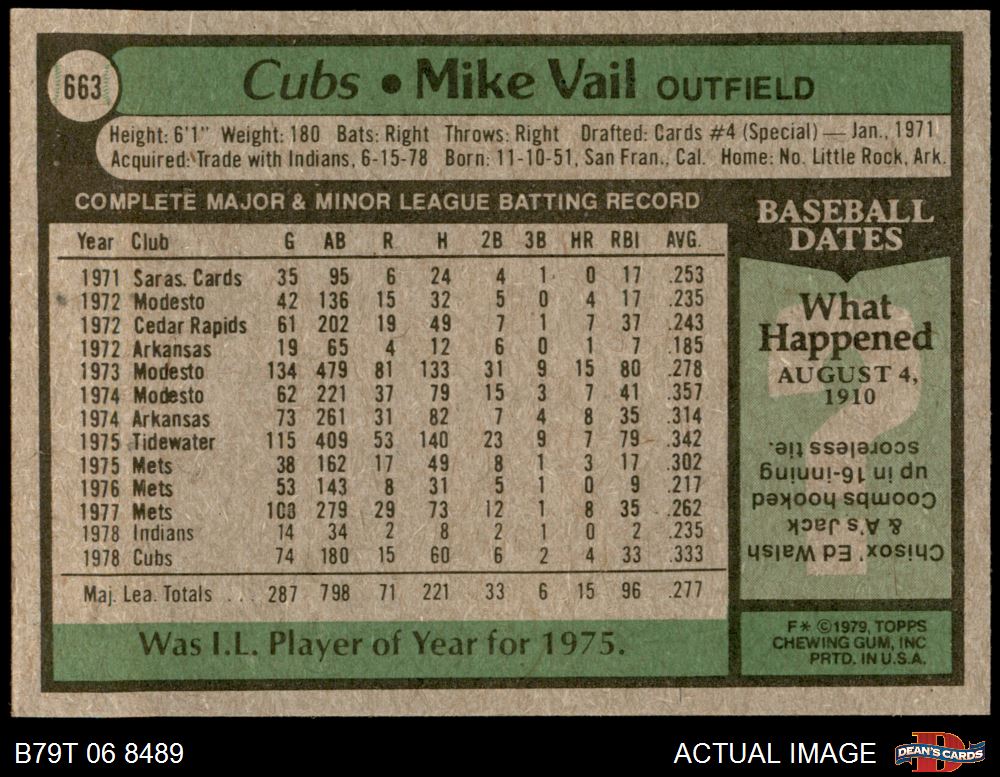 663
Cubs • Mike Vail OUTFIELD
Height: 6'1" Weight: 180 Bats: Right Throws: Right Drafted: Cards #4 (Special) — Jan., 1971
Acquired: Trade with Indians, 6-15-78 Born: 11-10-51, San Fran., Cal. Home: No. Little Rock, Ark.
COMPLETE MAJOR & MINOR LEAGUE BATTING RECORD
Year Club G AB R H 2B 3B HR RBI AVG.
1971 Saras. Cards 35 95 6 24 4 1 0 17 .253
1972 Modesto 42 136 15 32 5 0 4 17 .235
1972 Cedar Rapids 61 202 19 49 7 1 7 37 .243
1972 Arkansas 19 65 4 12 6 0 1 7 .185
1973 Modesto 134 479 81 133 31 9 15 80 .278
1974 Modesto 62 221 37 79 15 3 7 41 .357
1974 Arkansas 73 261 31 82 7 4 8 35 .314
1975 Tidewater 115 409 53 140 23 9 7 79 .342
1975 Mets 38 162 17 49 8 1 3 17 .302
1976 Mets 53 143 8 31 5 1 0 9 .217
1977 Mets 108 279 29 73 12 1 8 35 .262
1978 Indians 14 34 2 8 2 1 0 2 .235
1978 Cubs 74 180 15 60 6 2 4 33 .333
Maj. Lea. Totals . . . 287 798 71 221 33 6 15 96 .277
Was I.L. Player of Year for 1975.
BASEBALL
DATES
What
Happened
AUGUST 4,
1910
Chisox' Ed Walsh
& A's Jack
Coombs hooked
up in 16-inning
scoreless tie.
F* ©1979, TOPPS
CHEWING GUM, INC
PRTD. IN U.S.A.
B79T 06 8489
ACTUAL IMAGE
D
DEAN'S CARDS